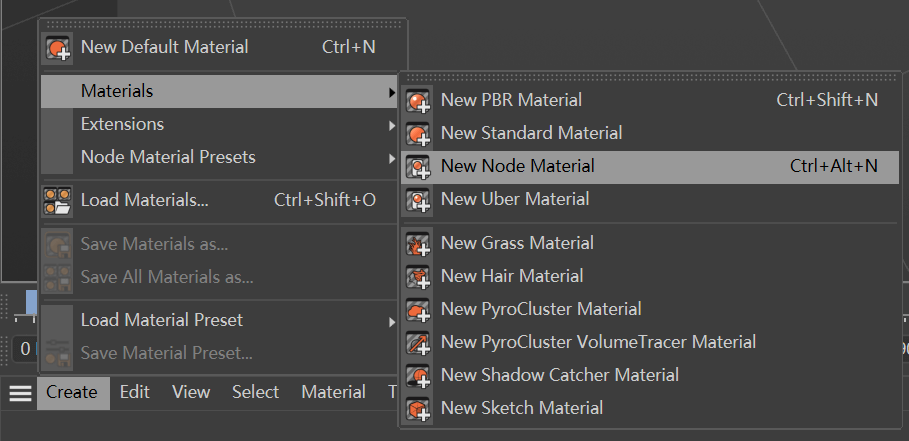 New Default Material Ctrl+N
Materials
Extensions
Node Material Presets
Load Materials... Ctrl+Shift+O
Save Materials as...
Save All Materials as...
Load Material Preset
Save Material Preset...
New PBR Material Ctrl+Shift+N
New Standard Material
New Node Material Ctrl+Alt+N
New Uber Material
New Grass Material
New Hair Material
New PyroCluster Material
New PyroCluster VolumeTracer Material
New Shadow Catcher Material
New Sketch Material
0
Create Edit View Select Material